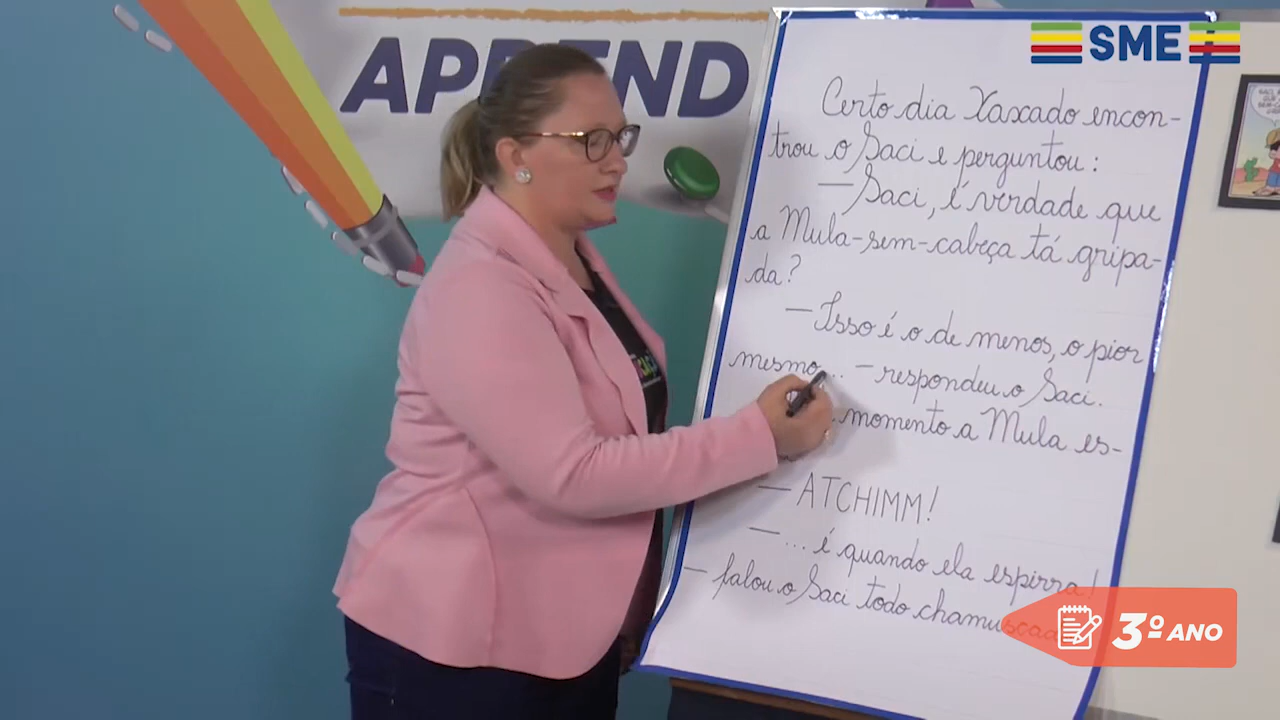 APREND
SME
Certo dia Xaxado encon-
trou o Saci e perguntou:
— Saci, é verdade que
a Mula-sem-cabeça tá gripa-
da?
— Isso é o de menos, o pior
mesmo... — respondeu o Saci.
momento a Mula es-
— ATCHIMM!
— ... é quando ela espirra!
— falou o Saci todo chamuscad
3º ANO